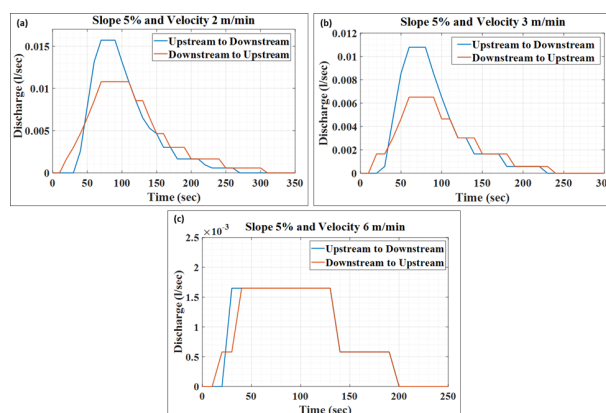 (a)
Slope 5% and Velocity 2 m/min
Upstream to Downstream
Downstream to Upstream
Discharge (l/sec)
0.015
0.01
0.005
0
0 50 100 150 200 250 300 350
Time (sec)
(b)
Slope 5% and Velocity 3 m/min
Upstream to Downstream
Downstream to Upstream
Discharge (l/sec)
0.012
0.01
0.008
0.006
0.004
0.002
0
0 50 100 150 200 250 300
Time (sec)
(c)
Slope 5% and Velocity 6 m/min
×10⁻³
Upstream to Downstream
Downstream to Upstream
Discharge (l/sec)
2.5
2
1.5
1
0.5
0
0 50 100 150 200 250
Time (sec)